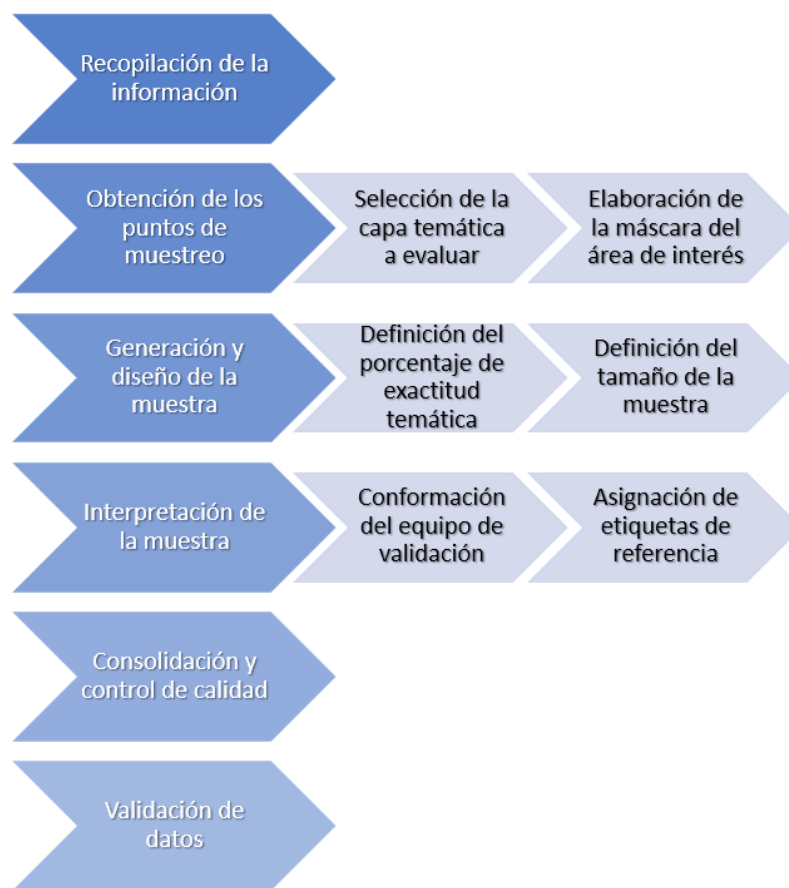 Recopilación de la
información
Obtención de los
puntos de
muestreo
Selección de la
capa temática
a evaluar
Elaboración de
la máscara del
área de interés
Generación y
diseño de la
muestra
Definición del
porcentaje de
exactitud
temática
Definición del
tamaño de la
muestra
Interpretación de
la muestra
Conformación
del equipo de
validación
Asignación de
etiquetas de
referencia
Consolidación y
control de calidad
Validación de
datos